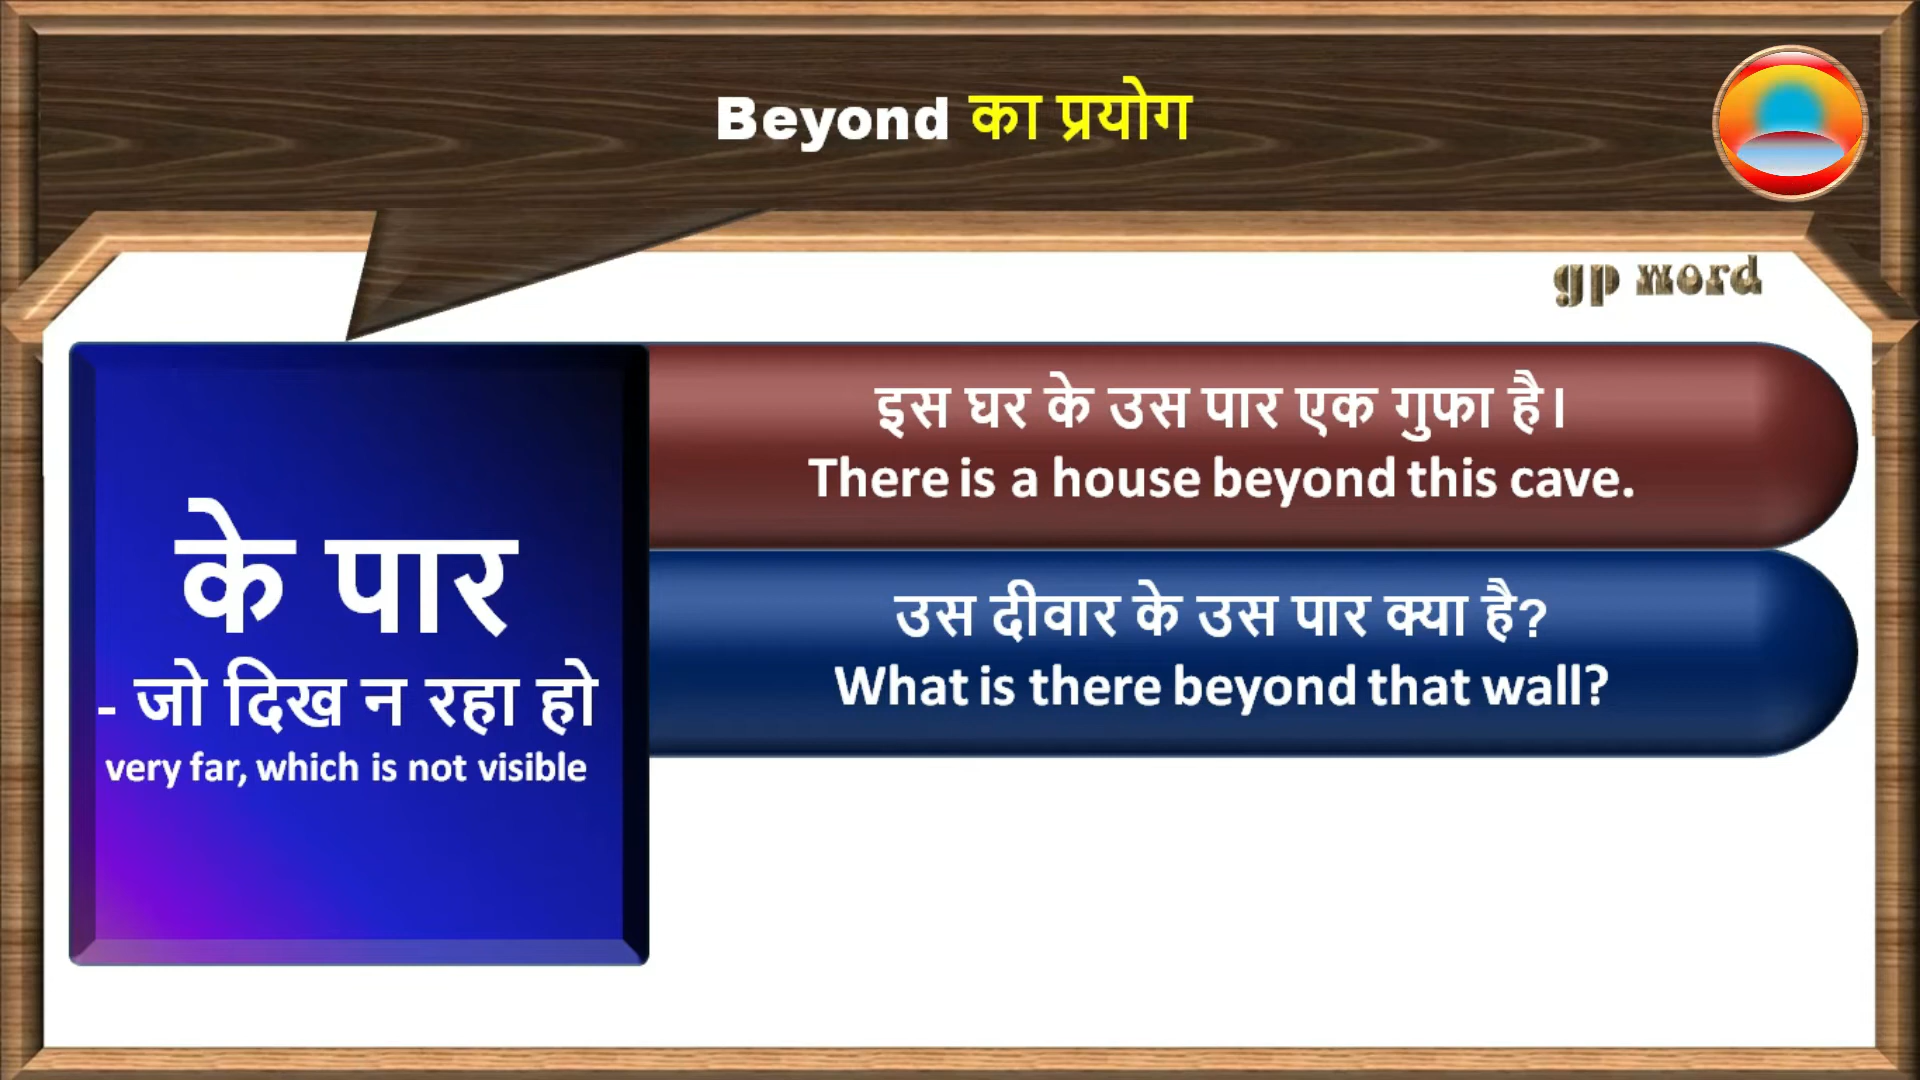 Beyond का प्रयोग
gp word
के पार
- जो दिख न रहा हो
very far, which is not visible
इस घर के उस पार एक गुफा है।
There is a house beyond this cave.
उस दीवार के उस पार क्या है?
What is there beyond that wall?